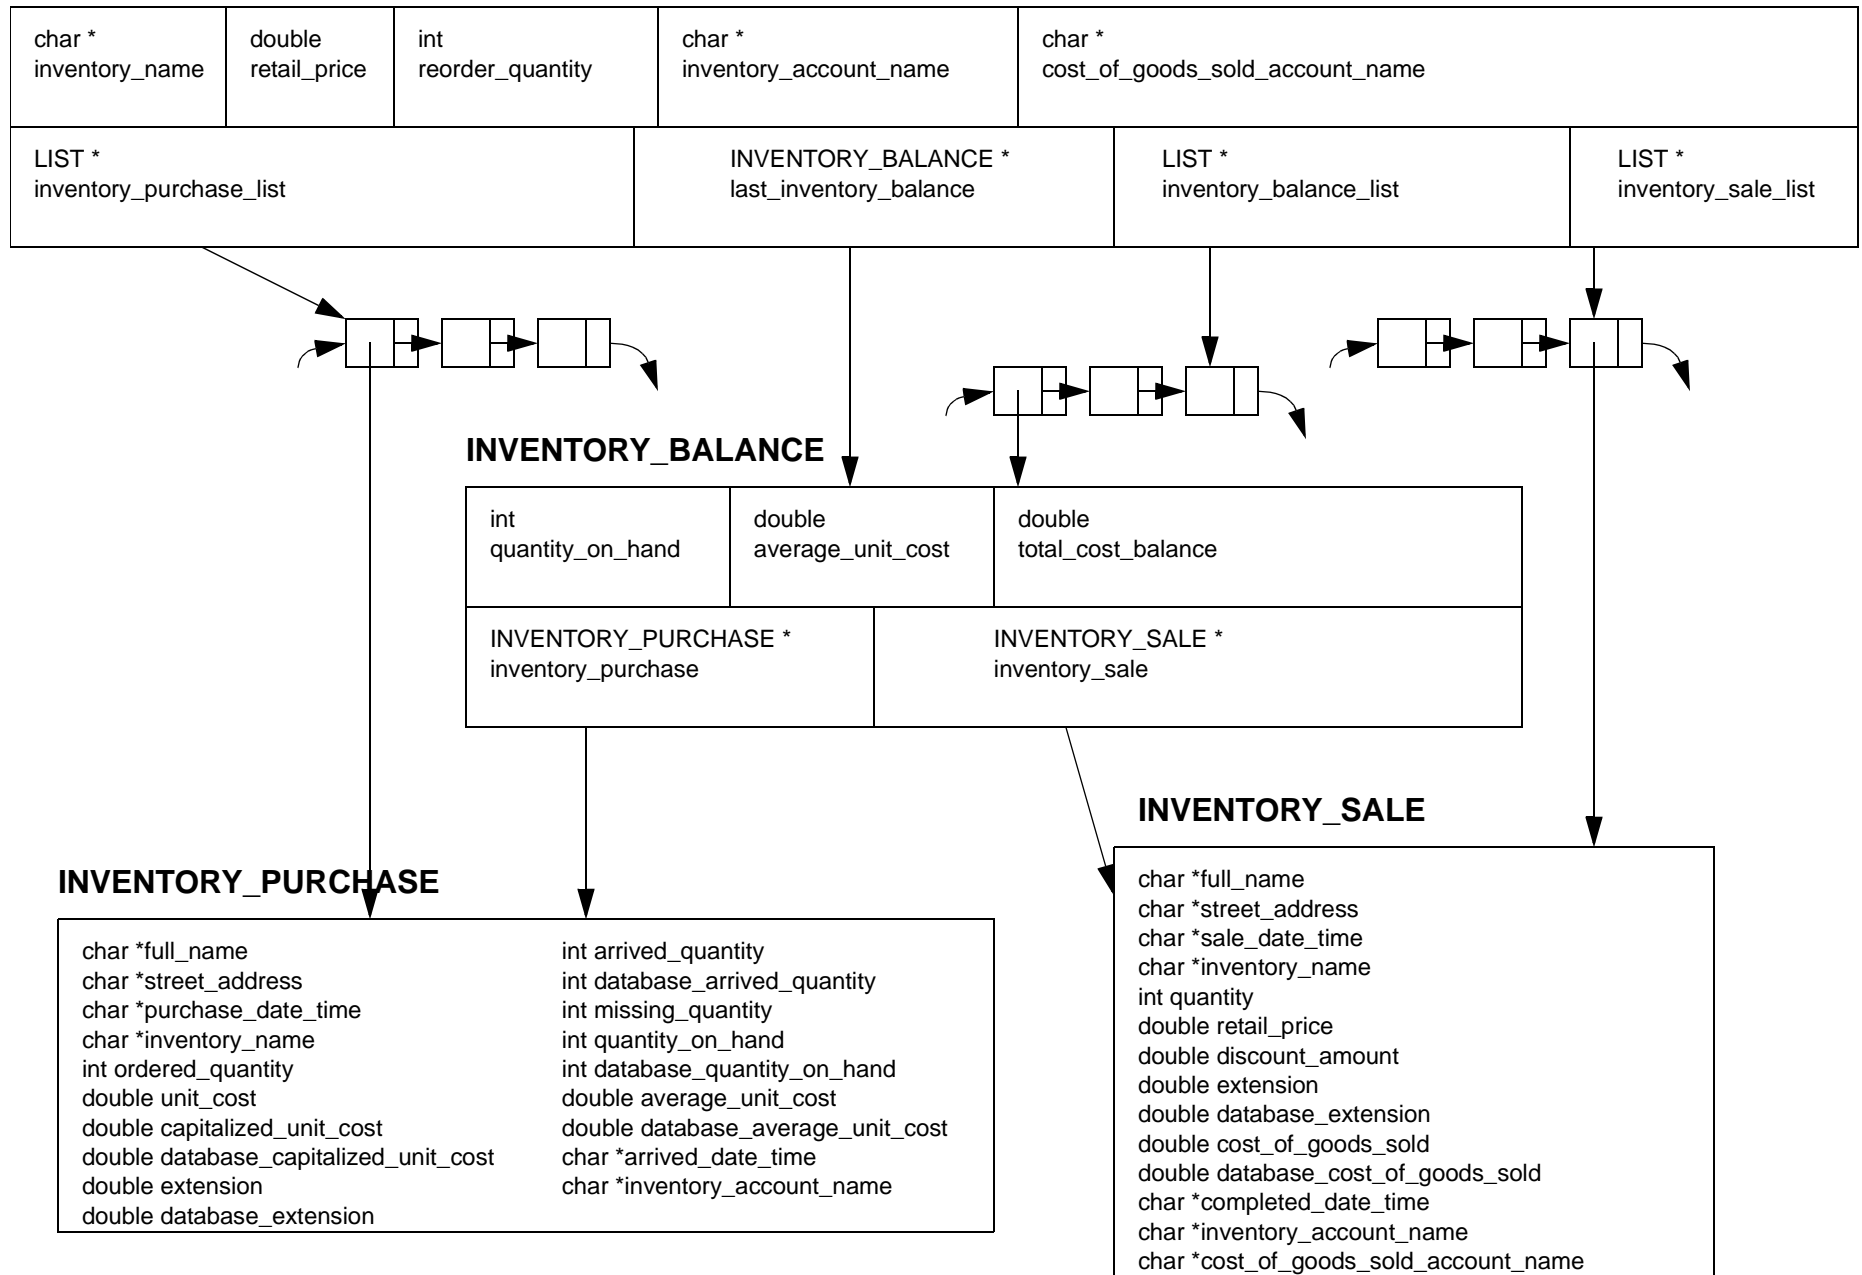 char *
inventory_name
double
retail_price
int
reorder_quantity
char *
inventory_account_name
char *
cost_of_goods_sold_account_name
LIST *
inventory_purchase_list
INVENTORY_BALANCE *
last_inventory_balance
LIST *
inventory_balance_list
LIST *
inventory_sale_list
INVENTORY_BALANCE
int
quantity_on_hand
double
average_unit_cost
double
total_cost_balance
INVENTORY_PURCHASE *
inventory_purchase
INVENTORY_SALE *
inventory_sale
INVENTORY_PURCHASE
char *full_name
char *street_address
char *purchase_date_time
char *inventory_name
int ordered_quantity
double unit_cost
double capitalized_unit_cost
double database_capitalized_unit_cost
double extension
double database_extension
int arrived_quantity
int database_arrived_quantity
int missing_quantity
int quantity_on_hand
int database_quantity_on_hand
double average_unit_cost
double database_average_unit_cost
char *arrived_date_time
char *inventory_account_name
INVENTORY_SALE
char *full_name
char *street_address
char *sale_date_time
char *inventory_name
int quantity
double retail_price
double discount_amount
double extension
double database_extension
double cost_of_goods_sold
double database_cost_of_goods_sold
char *completed_date_time
char *inventory_account_name
char *cost_of_goods_sold_account_name